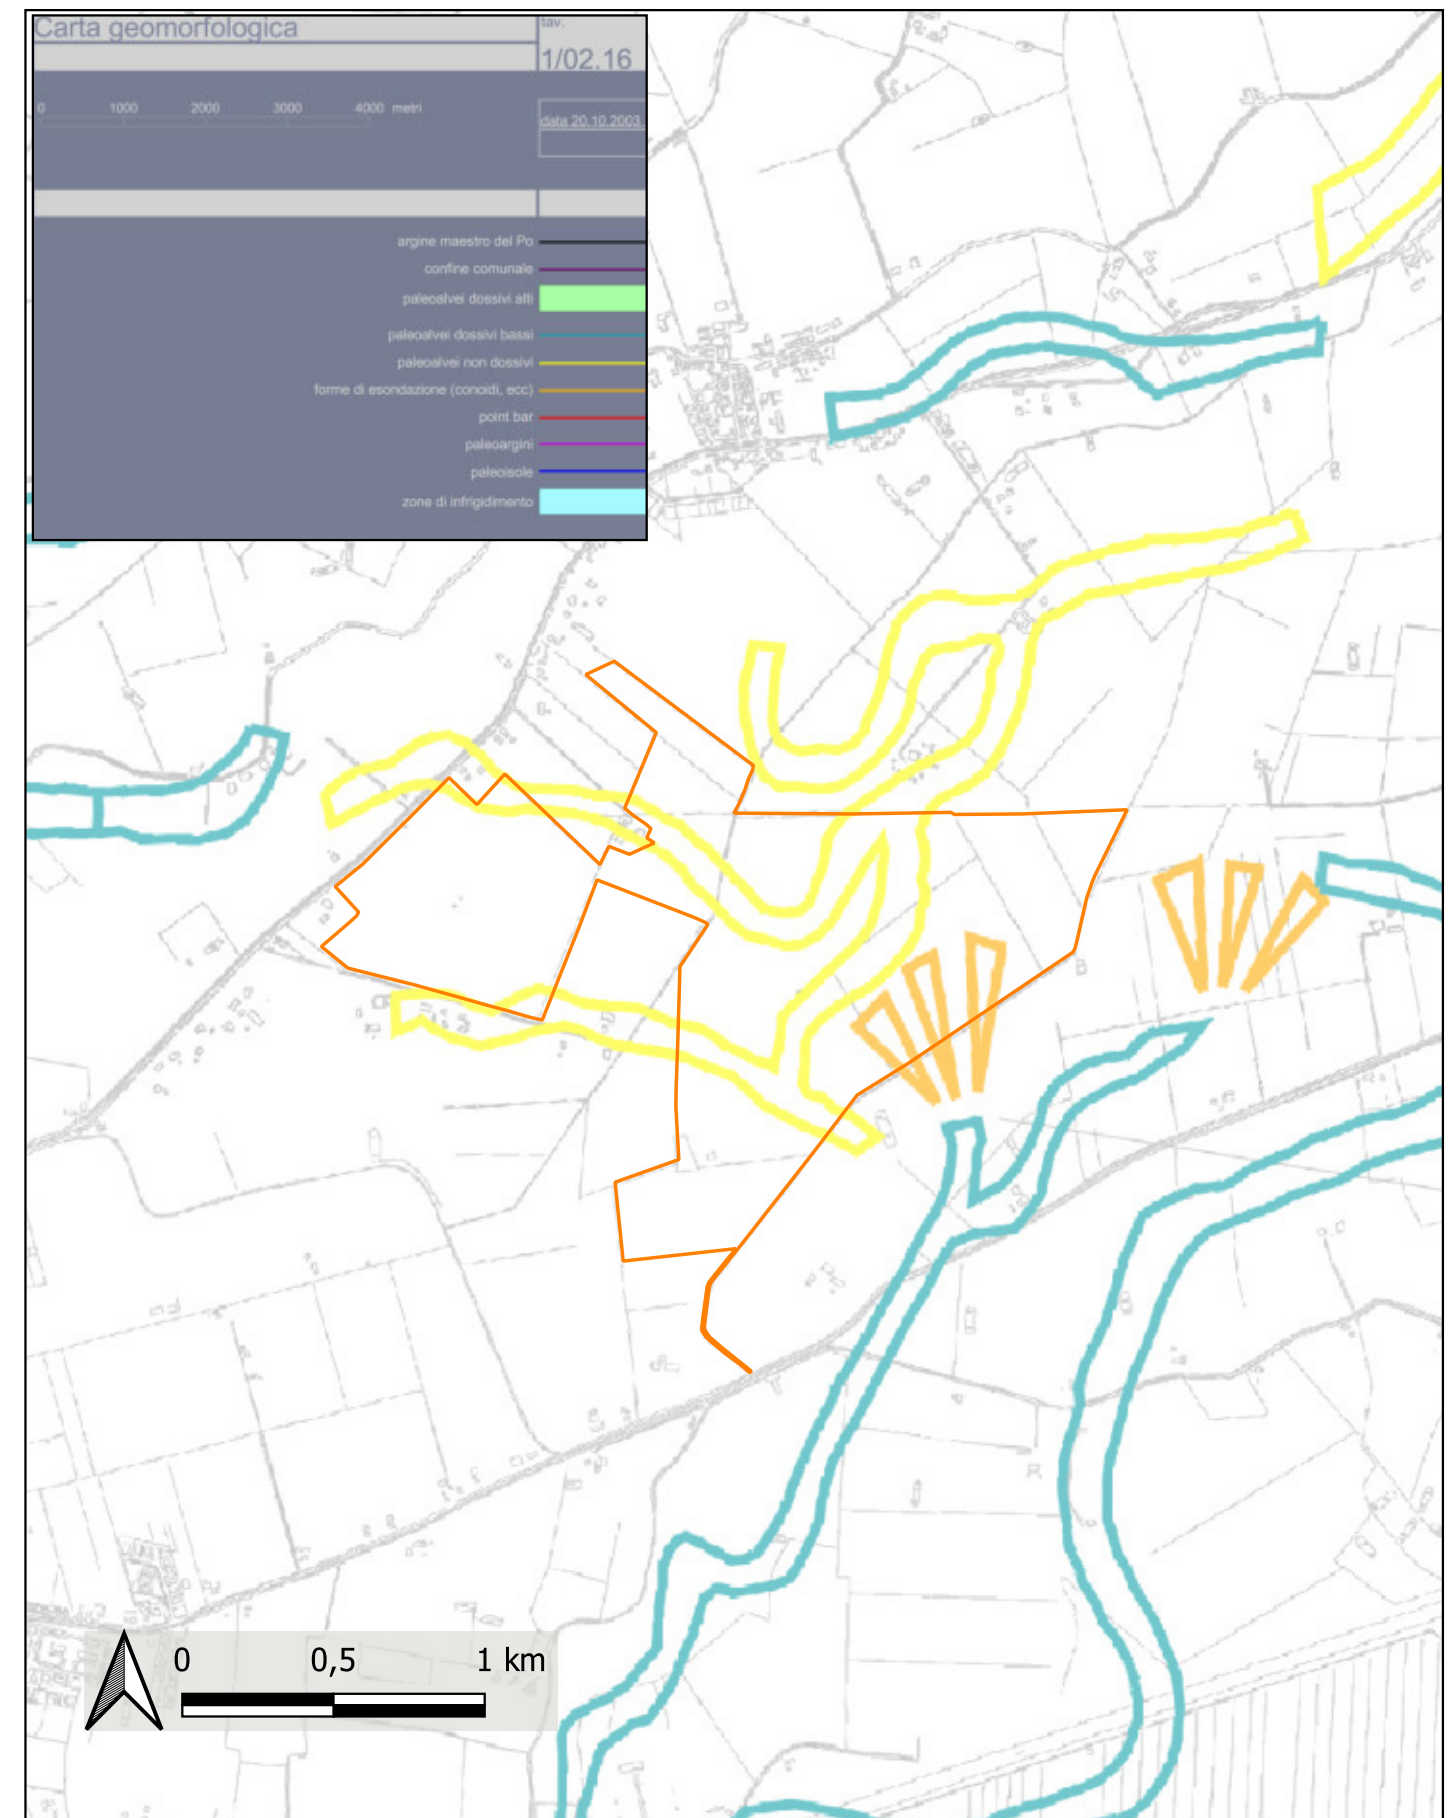 Carta geomorfologica
tav.
1/02.16
0 1000 2000 3000 4000 metri
data 20.10.2003
argine maestro del Po
confine comunale
paleoalvei dossivi alti
paleoalvei dossivi bassi
paleoalvei non dossivi
forme di esondazione (conoidi, ecc)
point bar
paleoargini
paleoisole
zone di infrigidimento
0 0,5 1 km